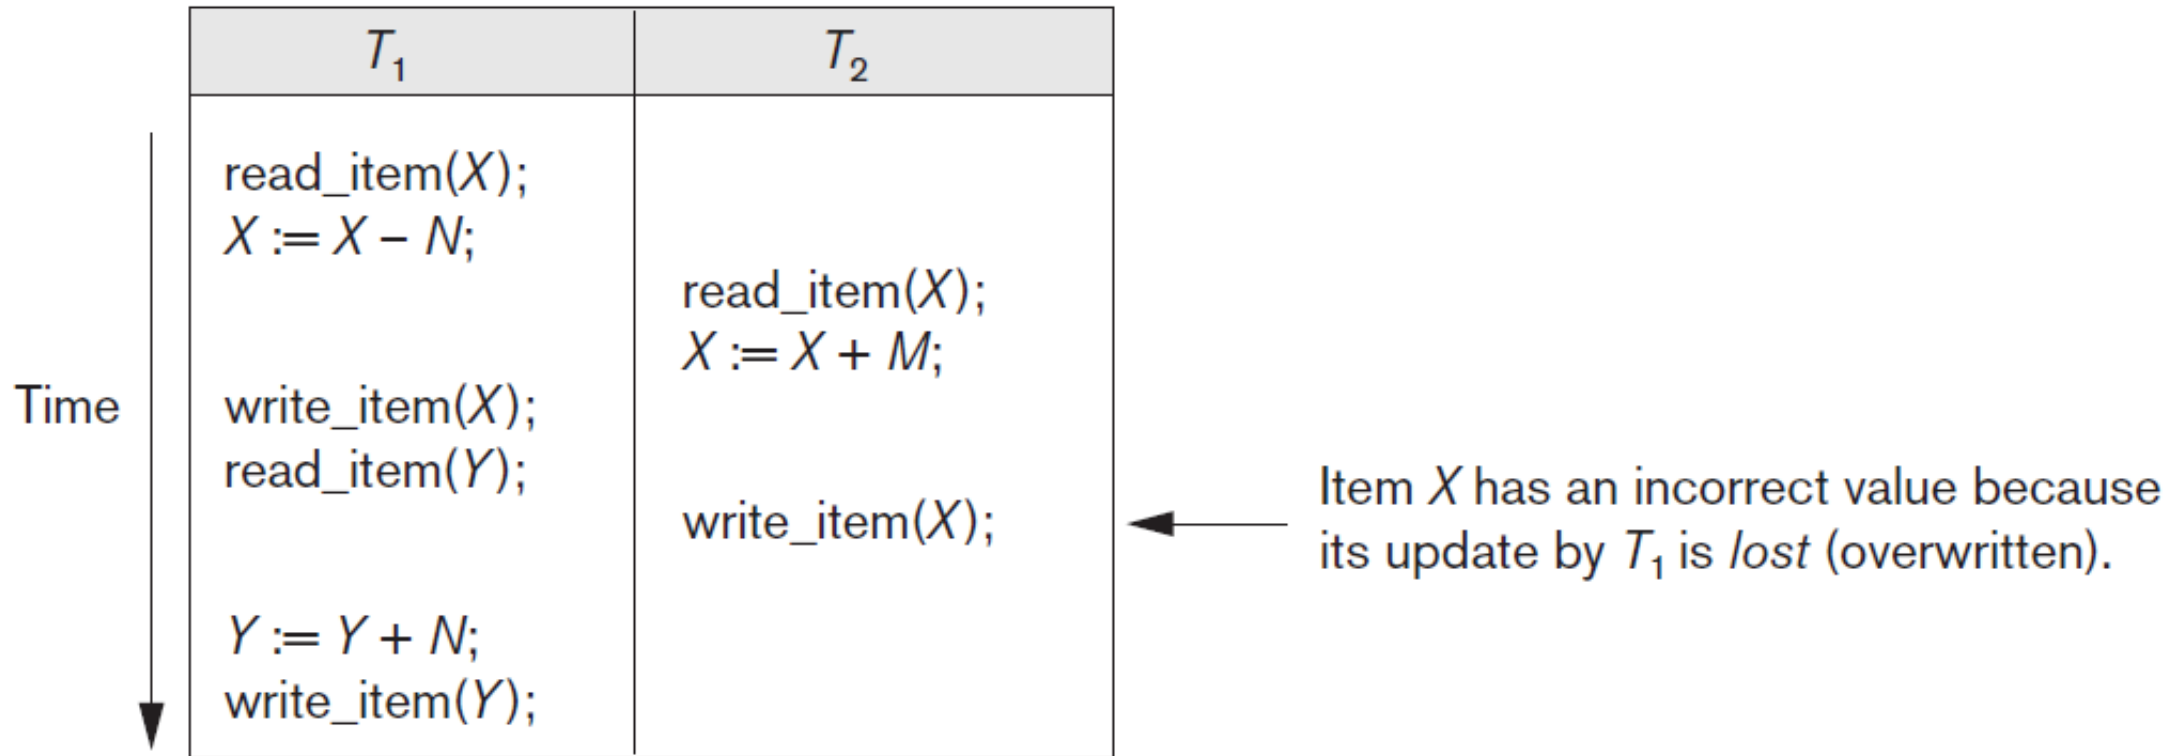 T₁ T₂
read_item(X);
X := X – N;
read_item(X);
X := X + M;
Time
write_item(X);
read_item(Y);
write_item(X);
Item X has an incorrect value because
its update by T₁ is lost (overwritten).
Y := Y + N;
write_item(Y);